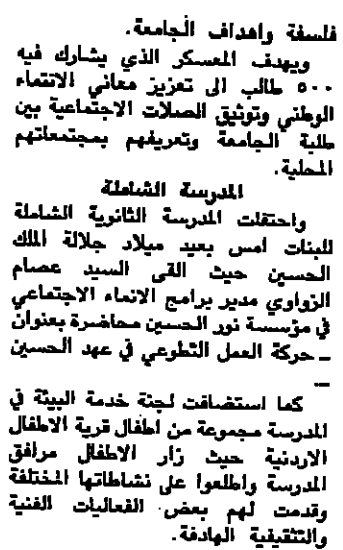 فلسفة واهداف الجامعة.
ويهدف المعسكر الذي يشارك فيه
٥٠٠ طالب الى تعزيز معاني الانتماء
الوطني وتوثيق الصلات الاجتماعية بين
طلبة الجامعة وتعريفهم بمجتمعاتهم
المحلية.
المدرسة الشاملة
واحتفلت المدرسة الثانوية الشاملة
للبنات امس بعيد ميلاد جلالة الملك
الحسين حيث القى السيد عصام
الزواوي مدير برامج الانماء الاجتماعي
في مؤسسة نور الحسين محاضرة بعنوان
ـ حركة العمل التطوعي في عهد الحسين
ـ
كما استضافت لجنة خدمة البيئة في
المدرسة مجموعة من اطفال قرية الاطفال
الاردنية حيث زار الاطفال مرافق
المدرسة واطلعوا على نشاطاتها المختلفة
وقدمت لهم بعض الفعاليات الفنية
والتثقيفية الهادفة.